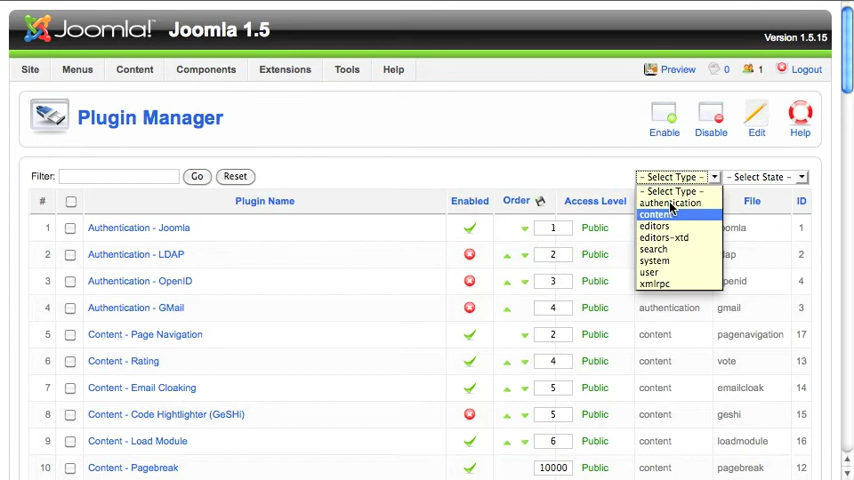 Joomla! Joomla 1.5
Version 1.5.15
Site Menus Content Components Extensions Tools Help Preview 0 1 Logout
Plugin Manager
Enable Disable Edit Help
Filter: Go Reset - Select Type - - Select State -
- Select Type -
authentication
content
editors
editors-xtd
search
system
user
xmlrpc
# Plugin Name Enabled Order Access Level File ID
1 Authentication - Joomla 1 Public oomla 1
2 Authentication - LDAP 2 Public dap 2
3 Authentication - OpenID 3 Public openid 4
4 Authentication - GMail 4 Public authentication gmail 3
5 Content - Page Navigation 2 Public content pagenavigation 17
6 Content - Rating 4 Public content vote 13
7 Content - Email Cloaking 5 Public content emailcloak 14
8 Content - Code Hightlighter (GeSHi) 5 Public content geshi 15
9 Content - Load Module 6 Public content loadmodule 16
10 Content - Pagebreak 10000 Public content pagebreak 12